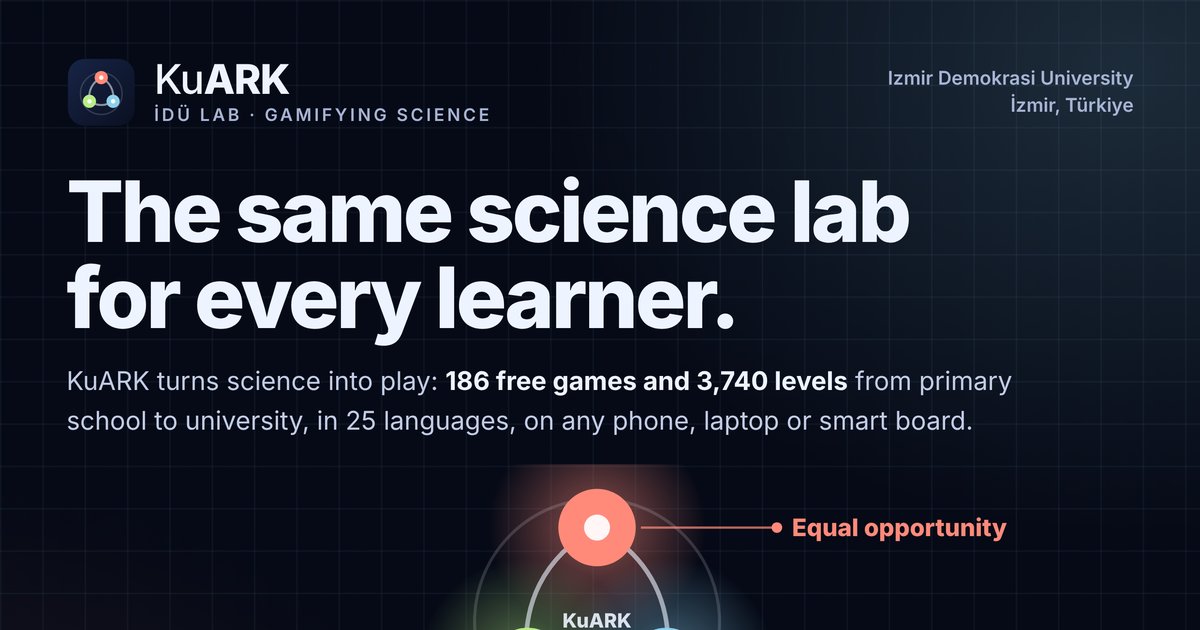 KuARK
İDÜ LAB · GAMIFYING SCIENCE
Izmir Demokrasi University
İzmir, Türkiye
The same science lab
for every learner.
KuARK turns science into play: 186 free games and 3,740 levels from primary
school to university, in 25 languages, on any phone, laptop or smart board.
Equal opportunity
KuARK